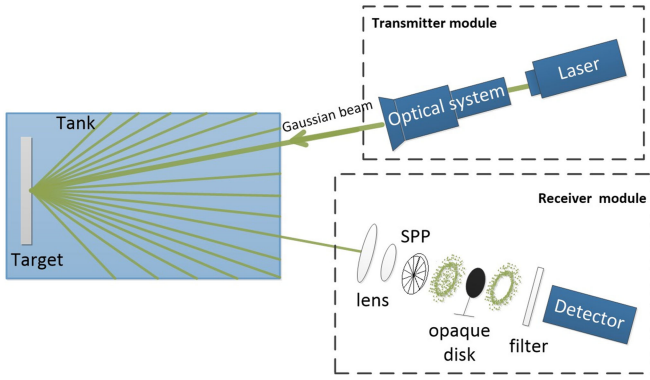 Transmitter module
Laser
Optical system
Gaussian beam
Tank
Target
Receiver module
SPP
lens
opaque
disk
filter
Detector